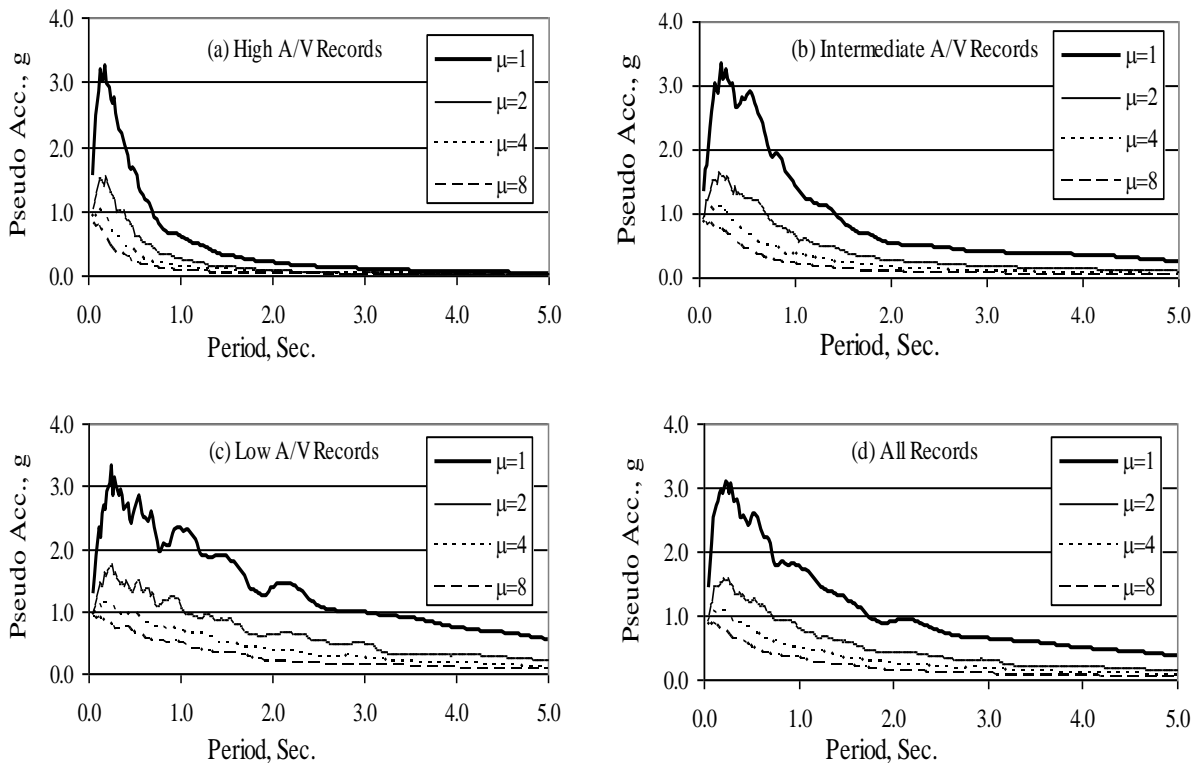 (a) High A/V Records
Pseudo Acc., g
4.0
3.0
2.0
1.0
0.0
μ=1
μ=2
μ=4
μ=8
0.0 1.0 2.0 3.0 4.0 5.0
Period, Sec.
(b) Intermediate A/V Records
Pseudo Acc., g
4.0
3.0
2.0
1.0
0.0
μ=1
μ=2
μ=4
μ=8
0.0 1.0 2.0 3.0 4.0 5.0
Period, Sec.
(c) Low A/V Records
Pseudo Acc., g
4.0
3.0
2.0
1.0
0.0
μ=1
μ=2
μ=4
μ=8
0.0 1.0 2.0 3.0 4.0 5.0
Period, Sec.
(d) All Records
Pseudo Acc., g
4.0
3.0
2.0
1.0
0.0
μ=1
μ=2
μ=4
μ=8
0.0 1.0 2.0 3.0 4.0 5.0
Period, Sec.